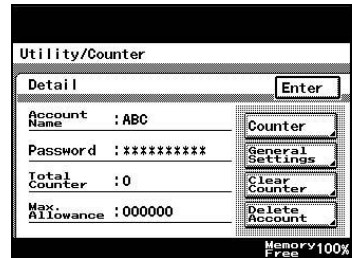 Utility/Counter
Detail
Enter
Account Name : ABC
Counter
Password : **********
General Settings
Total Counter : 0
Clear Counter
Max. Allowance : 000000
Delete Account
Memory Free 100%